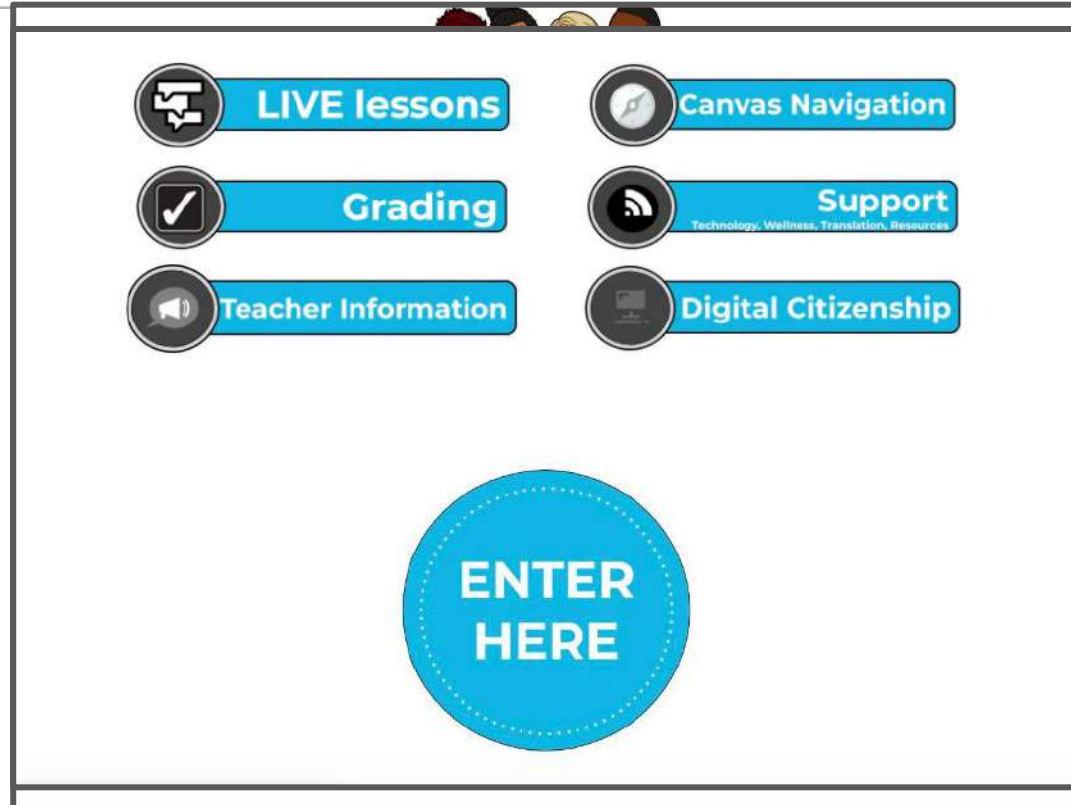 LIVE lessons
Canvas Navigation
Grading
Support
Technology, Wellness, Translation, Resources
Teacher Information
Digital Citizenship
ENTER
HERE